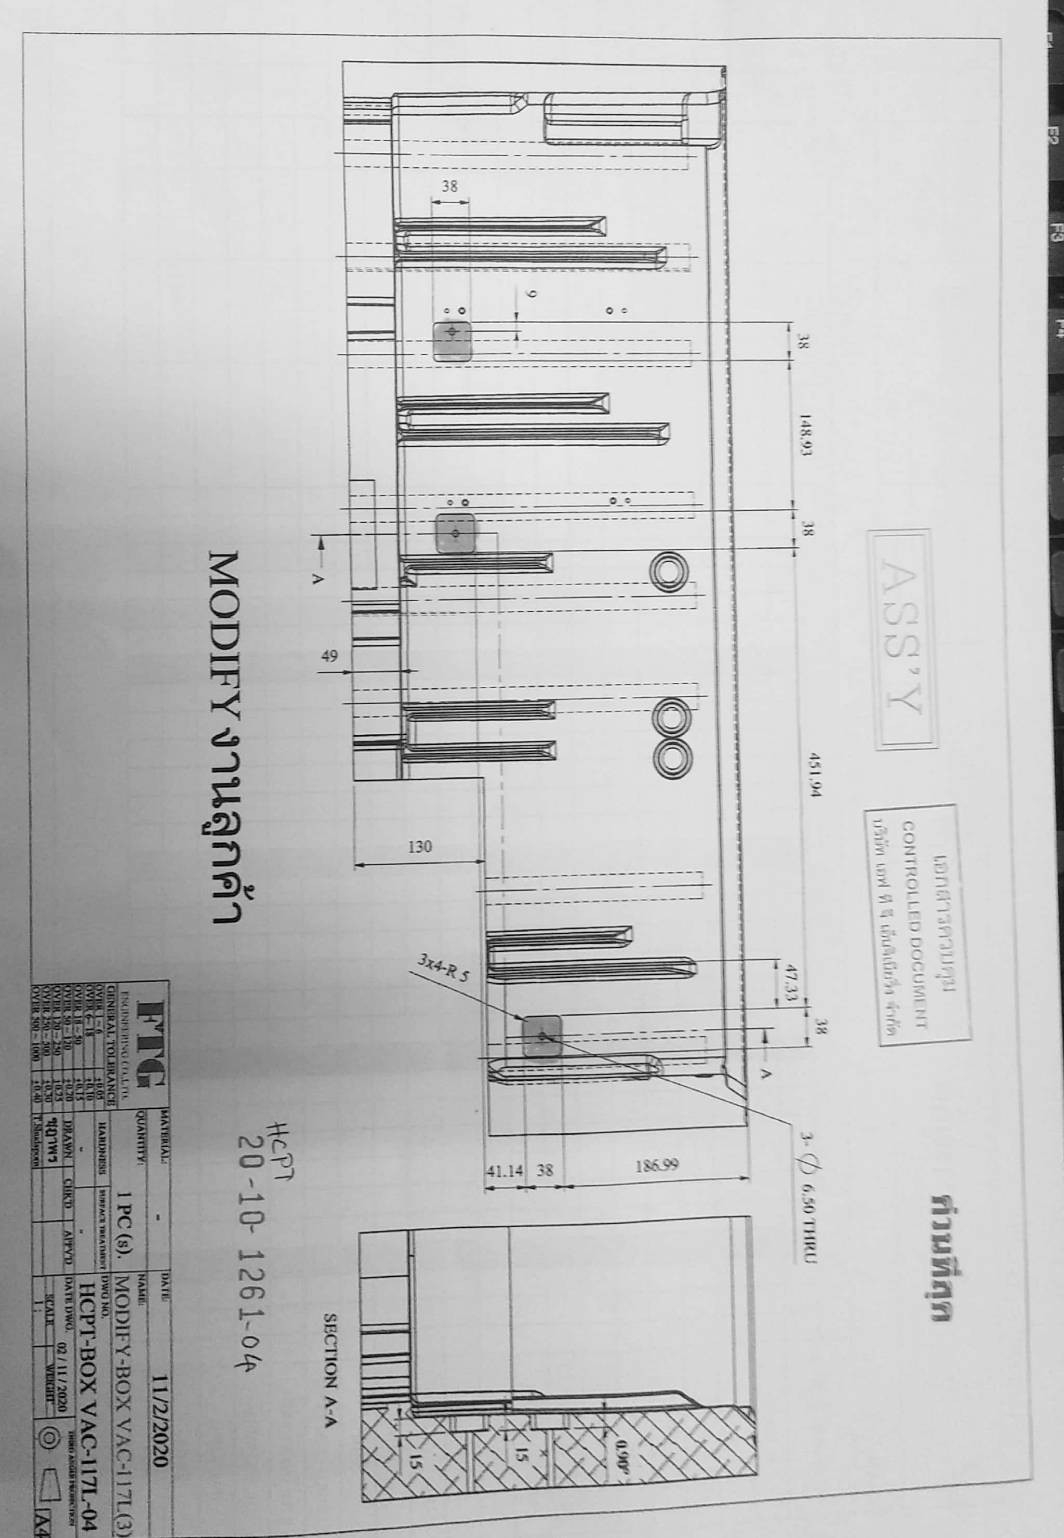 F1 F2 F3 F4
ASS'Y
เอกสารควบคุม
CONTROLLED DOCUMENT
บริษัท เอฟ ที จี เอ็นจิเนียริ่ง จำกัด
ด่วนที่สุด
38
148.93
38
451.94
38
47.33
A
3- Ø 6.50 THRU
186.99
38
41.14
9
38
130
49
A
3x4-R 5
0.90°
15
15
SECTION A-A
HCPT
20-10-1261-04
MODIFY งานลูกค้า
FTG
ENGINEERING CO.,LTD.
GENERAL TOLERANCE
OVER 1~6 ±0.05
OVER 6~18 ±0.10
OVER 18~50 ±0.15
OVER 50~120 ±0.20
OVER 120~250 ±0.25
OVER 250~500 ±0.30
OVER 500~1000 ±0.40
MATERIAL: -
QUANTITY: 1 PC (s).
HARDNESS SURFACE TREATMENT
- -
DRAWN CHK'D APPV'D
ชุฎาพร
DATE: 11/2/2020
NAME: MODIFY-BOX VAC-117L(3)
DWG NO. HCPT-BOX VAC-117L-04
DATE DWG. 02/11/2020
THIRD ANGLE PROJECTION
SCALE WEIGHT
1 :
A4